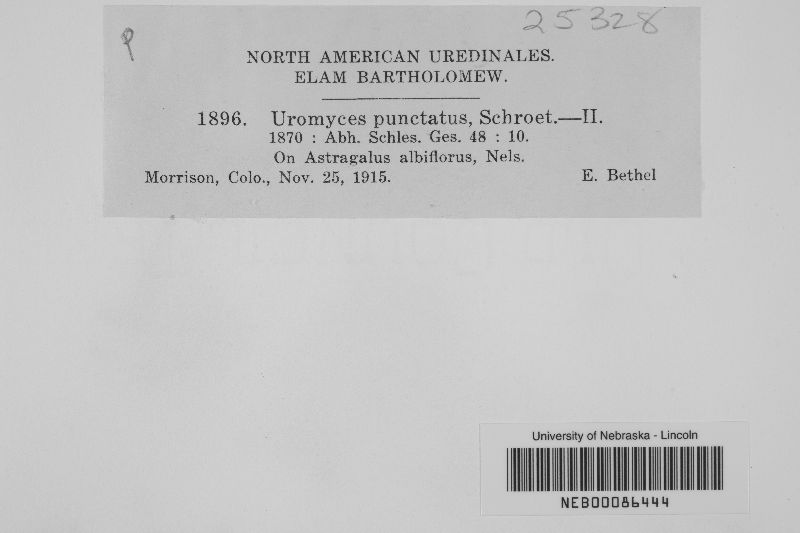 25328
NORTH AMERICAN UREDINALES.
ELAM BARTHOLOMEW.
1896. Uromyces punctatus, Schroet.—II.
1870 : Abh. Schles. Ges. 48 : 10.
On Astragalus albiflorus, Nels.
Morrison, Colo., Nov. 25, 1915. E. Bethel
University of Nebraska - Lincoln
NEB00086444